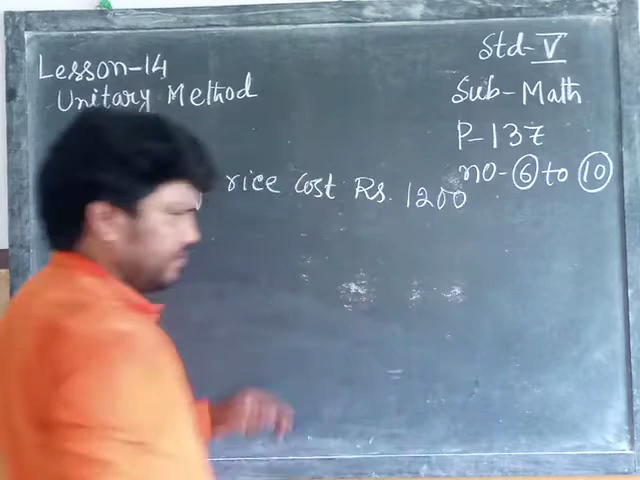 Lesson-14
Unitary Method
Std-V
Sub-Math
P-137
no-6 to 10
rice cost Rs. 1200